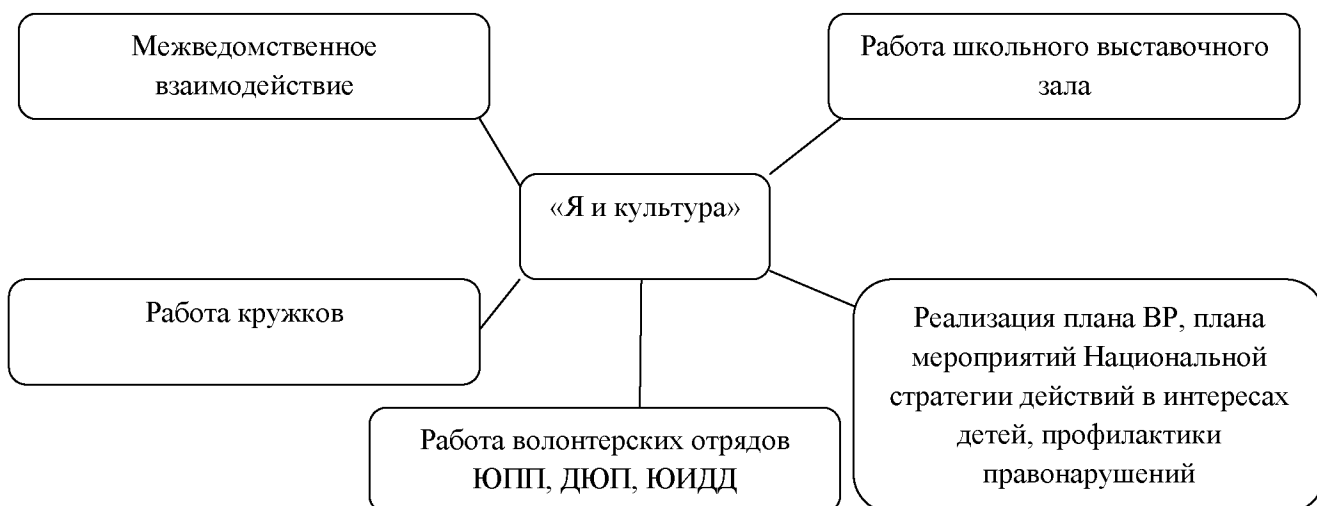 Межведомственное
взаимодействие
Работа школьного выставочного
зала
«Я и культура»
Работа кружков
Реализация плана ВР, плана
мероприятий Национальной
стратегии действий в интересах
детей, профилактики
правонарушений
Работа волонтерских отрядов
ЮПП, ДЮП, ЮИДД